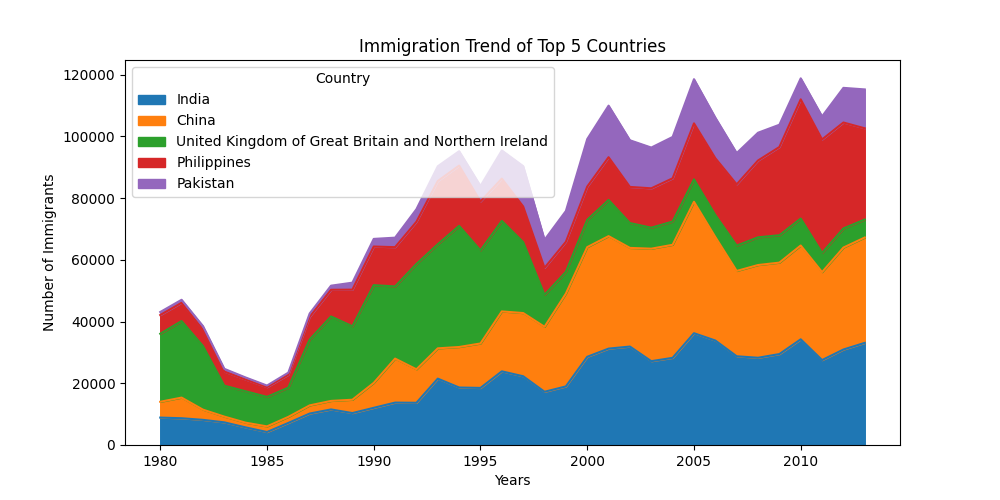 Immigration Trend of Top 5 Countries
Country
India
China
United Kingdom of Great Britain and Northern Ireland
Philippines
Pakistan
Number of Immigrants
120000
100000
80000
60000
40000
20000
0
1980
1985
1990
1995
2000
2005
2010
Years